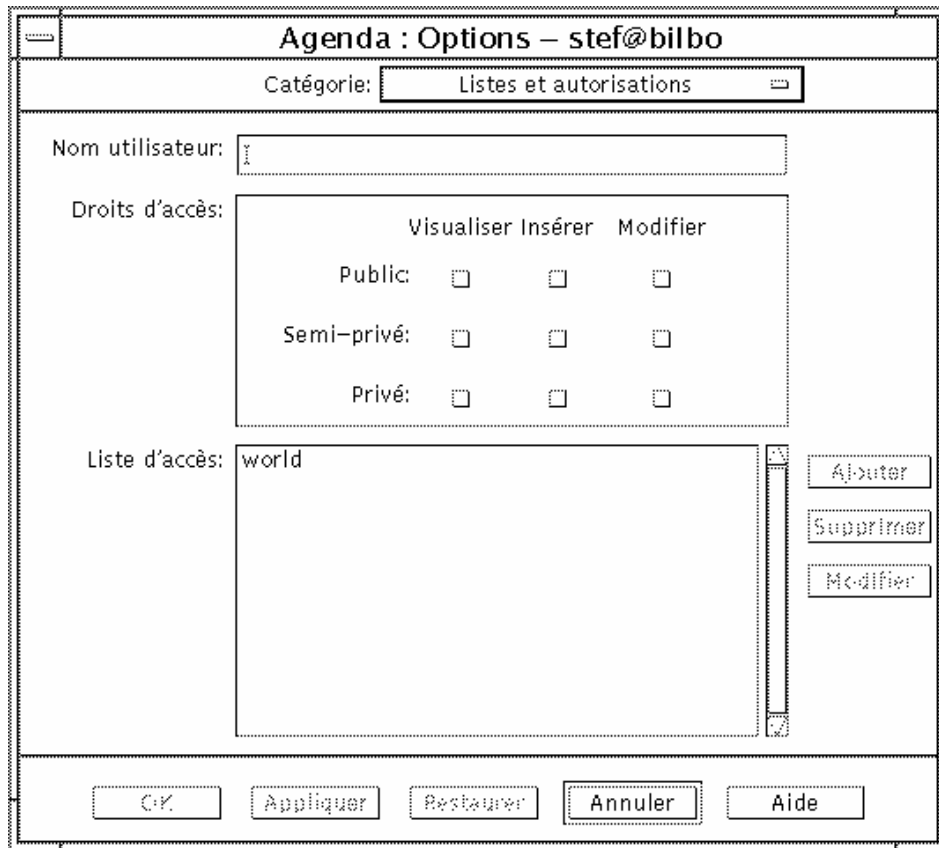 Agenda : Options – stef@bilbo
Catégorie: Listes et autorisations
Nom utilisateur:
Droits d'accès:
Visualiser Insérer Modifier
Public:
Semi–privé:
Privé:
Liste d'accès: world
Ajouter
Supprimer
Modifier
OK Appliquer Restaurer Annuler Aide